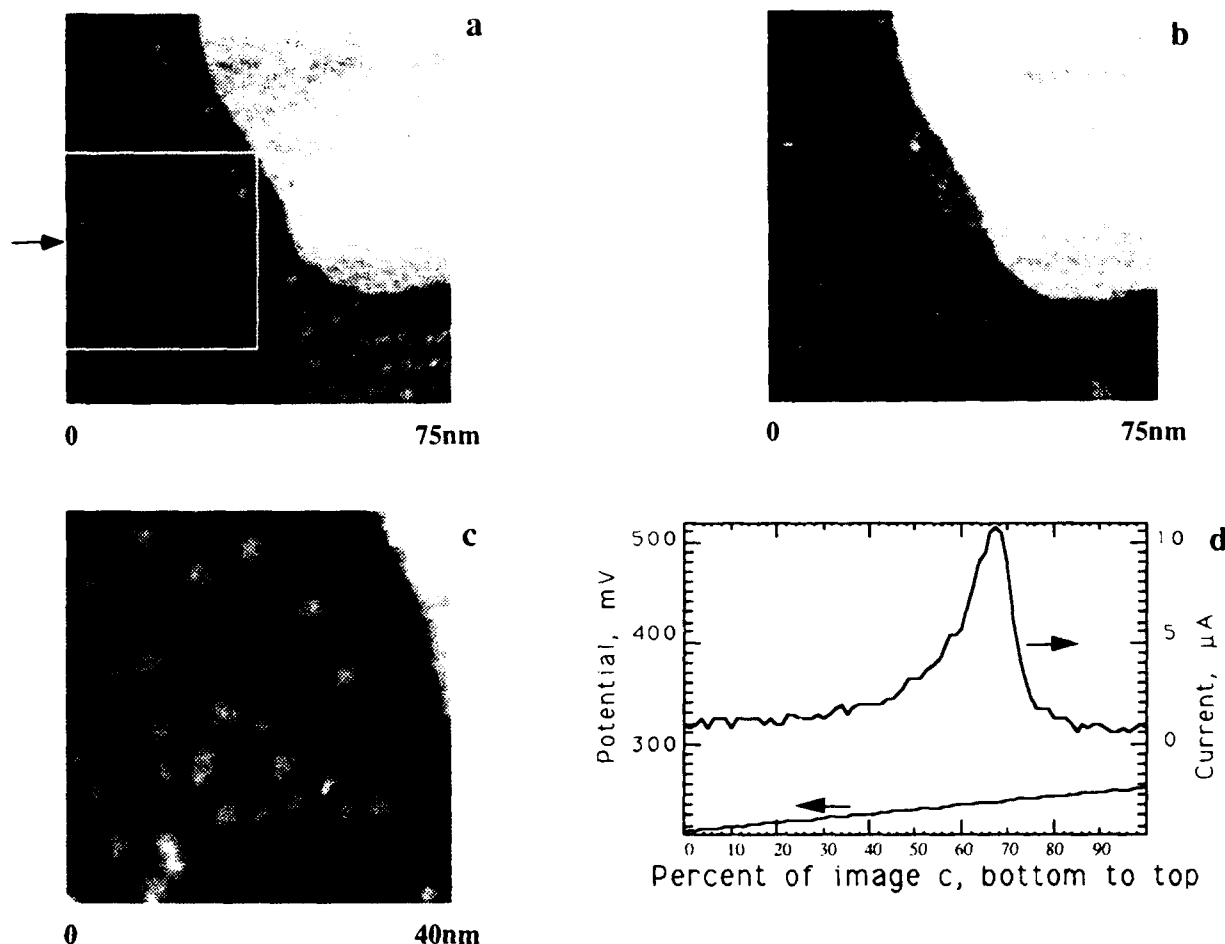 a
b
0
75nm
0
75nm
c
d
500
400
300
Potential, mV
10
5
0
Current, μA
0 10 20 30 40 50 60 70 80 90
Percent of image c, bottom to top
0
40nm